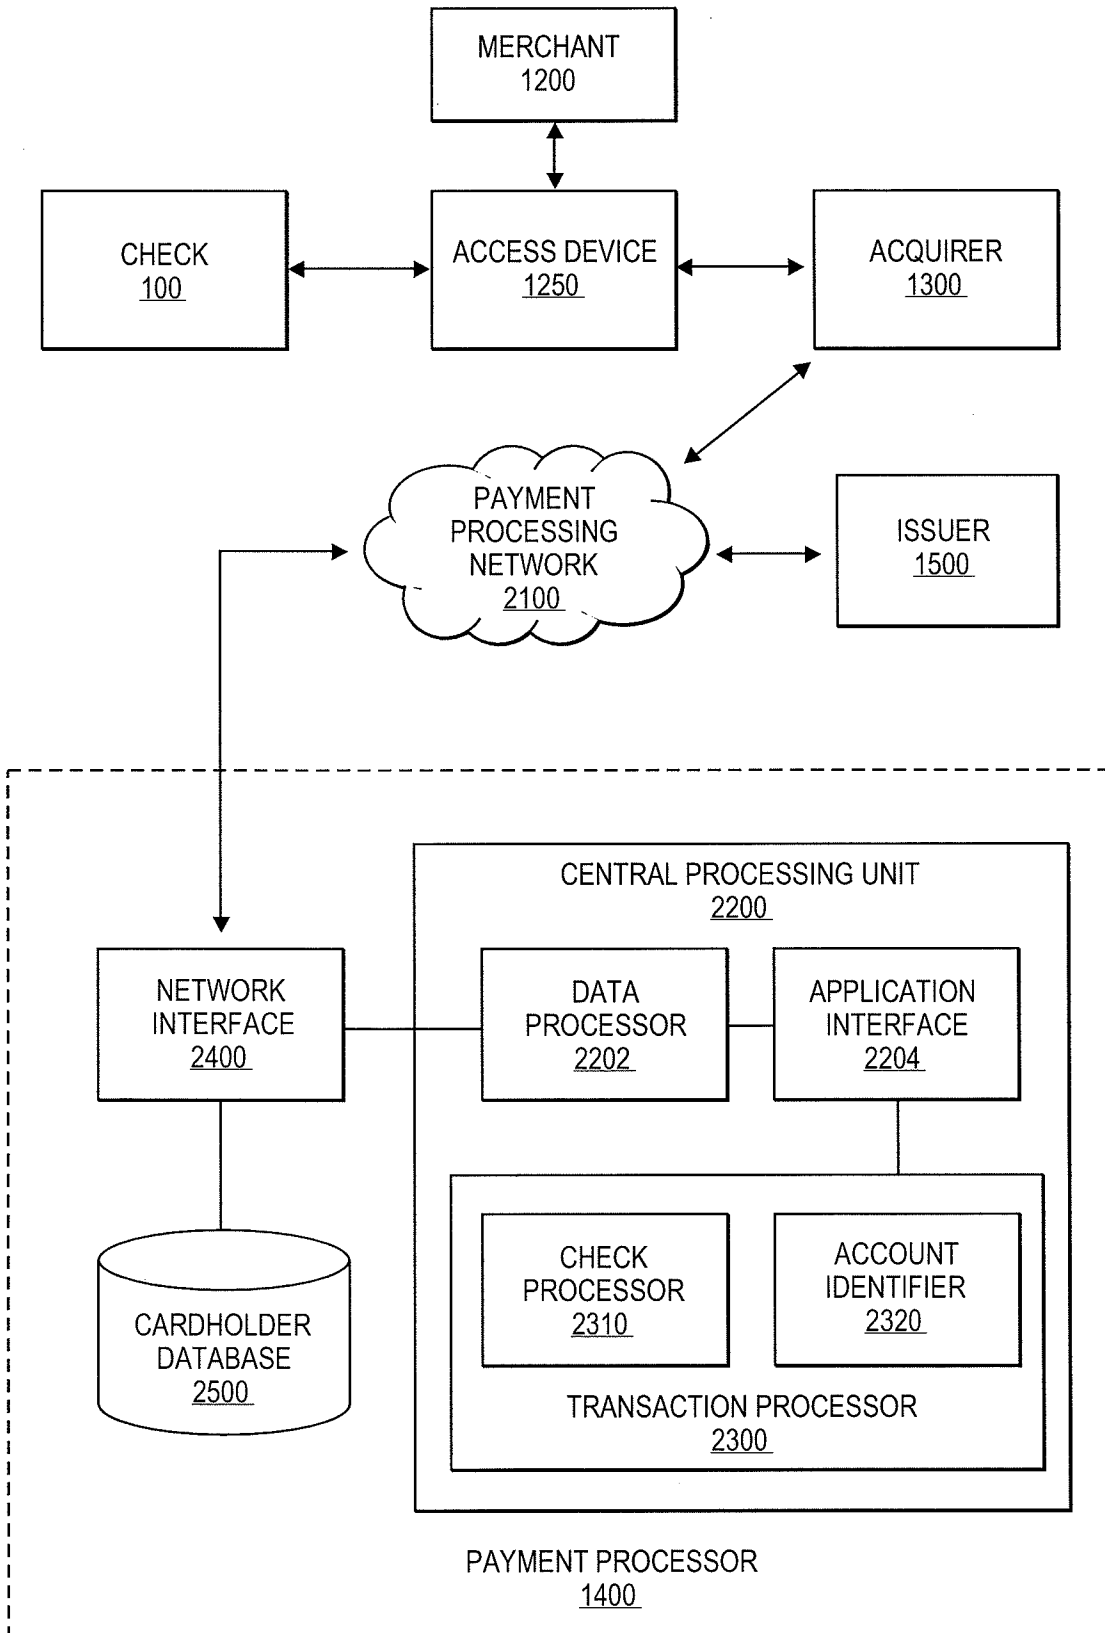 MERCHANT
1200
CHECK
100
ACCESS DEVICE
1250
ACQUIRER
1300
PAYMENT
PROCESSING
NETWORK
2100
ISSUER
1500
CENTRAL PROCESSING UNIT
2200
NETWORK
INTERFACE
2400
DATA
PROCESSOR
2202
APPLICATION
INTERFACE
2204
CHECK
PROCESSOR
2310
ACCOUNT
IDENTIFIER
2320
CARDHOLDER
DATABASE
2500
TRANSACTION PROCESSOR
2300
PAYMENT PROCESSOR
1400